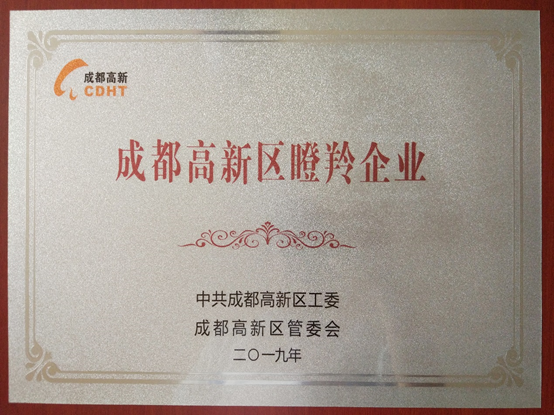 成都高新
CDHT
成都高新区瞪羚企业
中共成都高新区工委
成都高新区管委会
二〇一九年